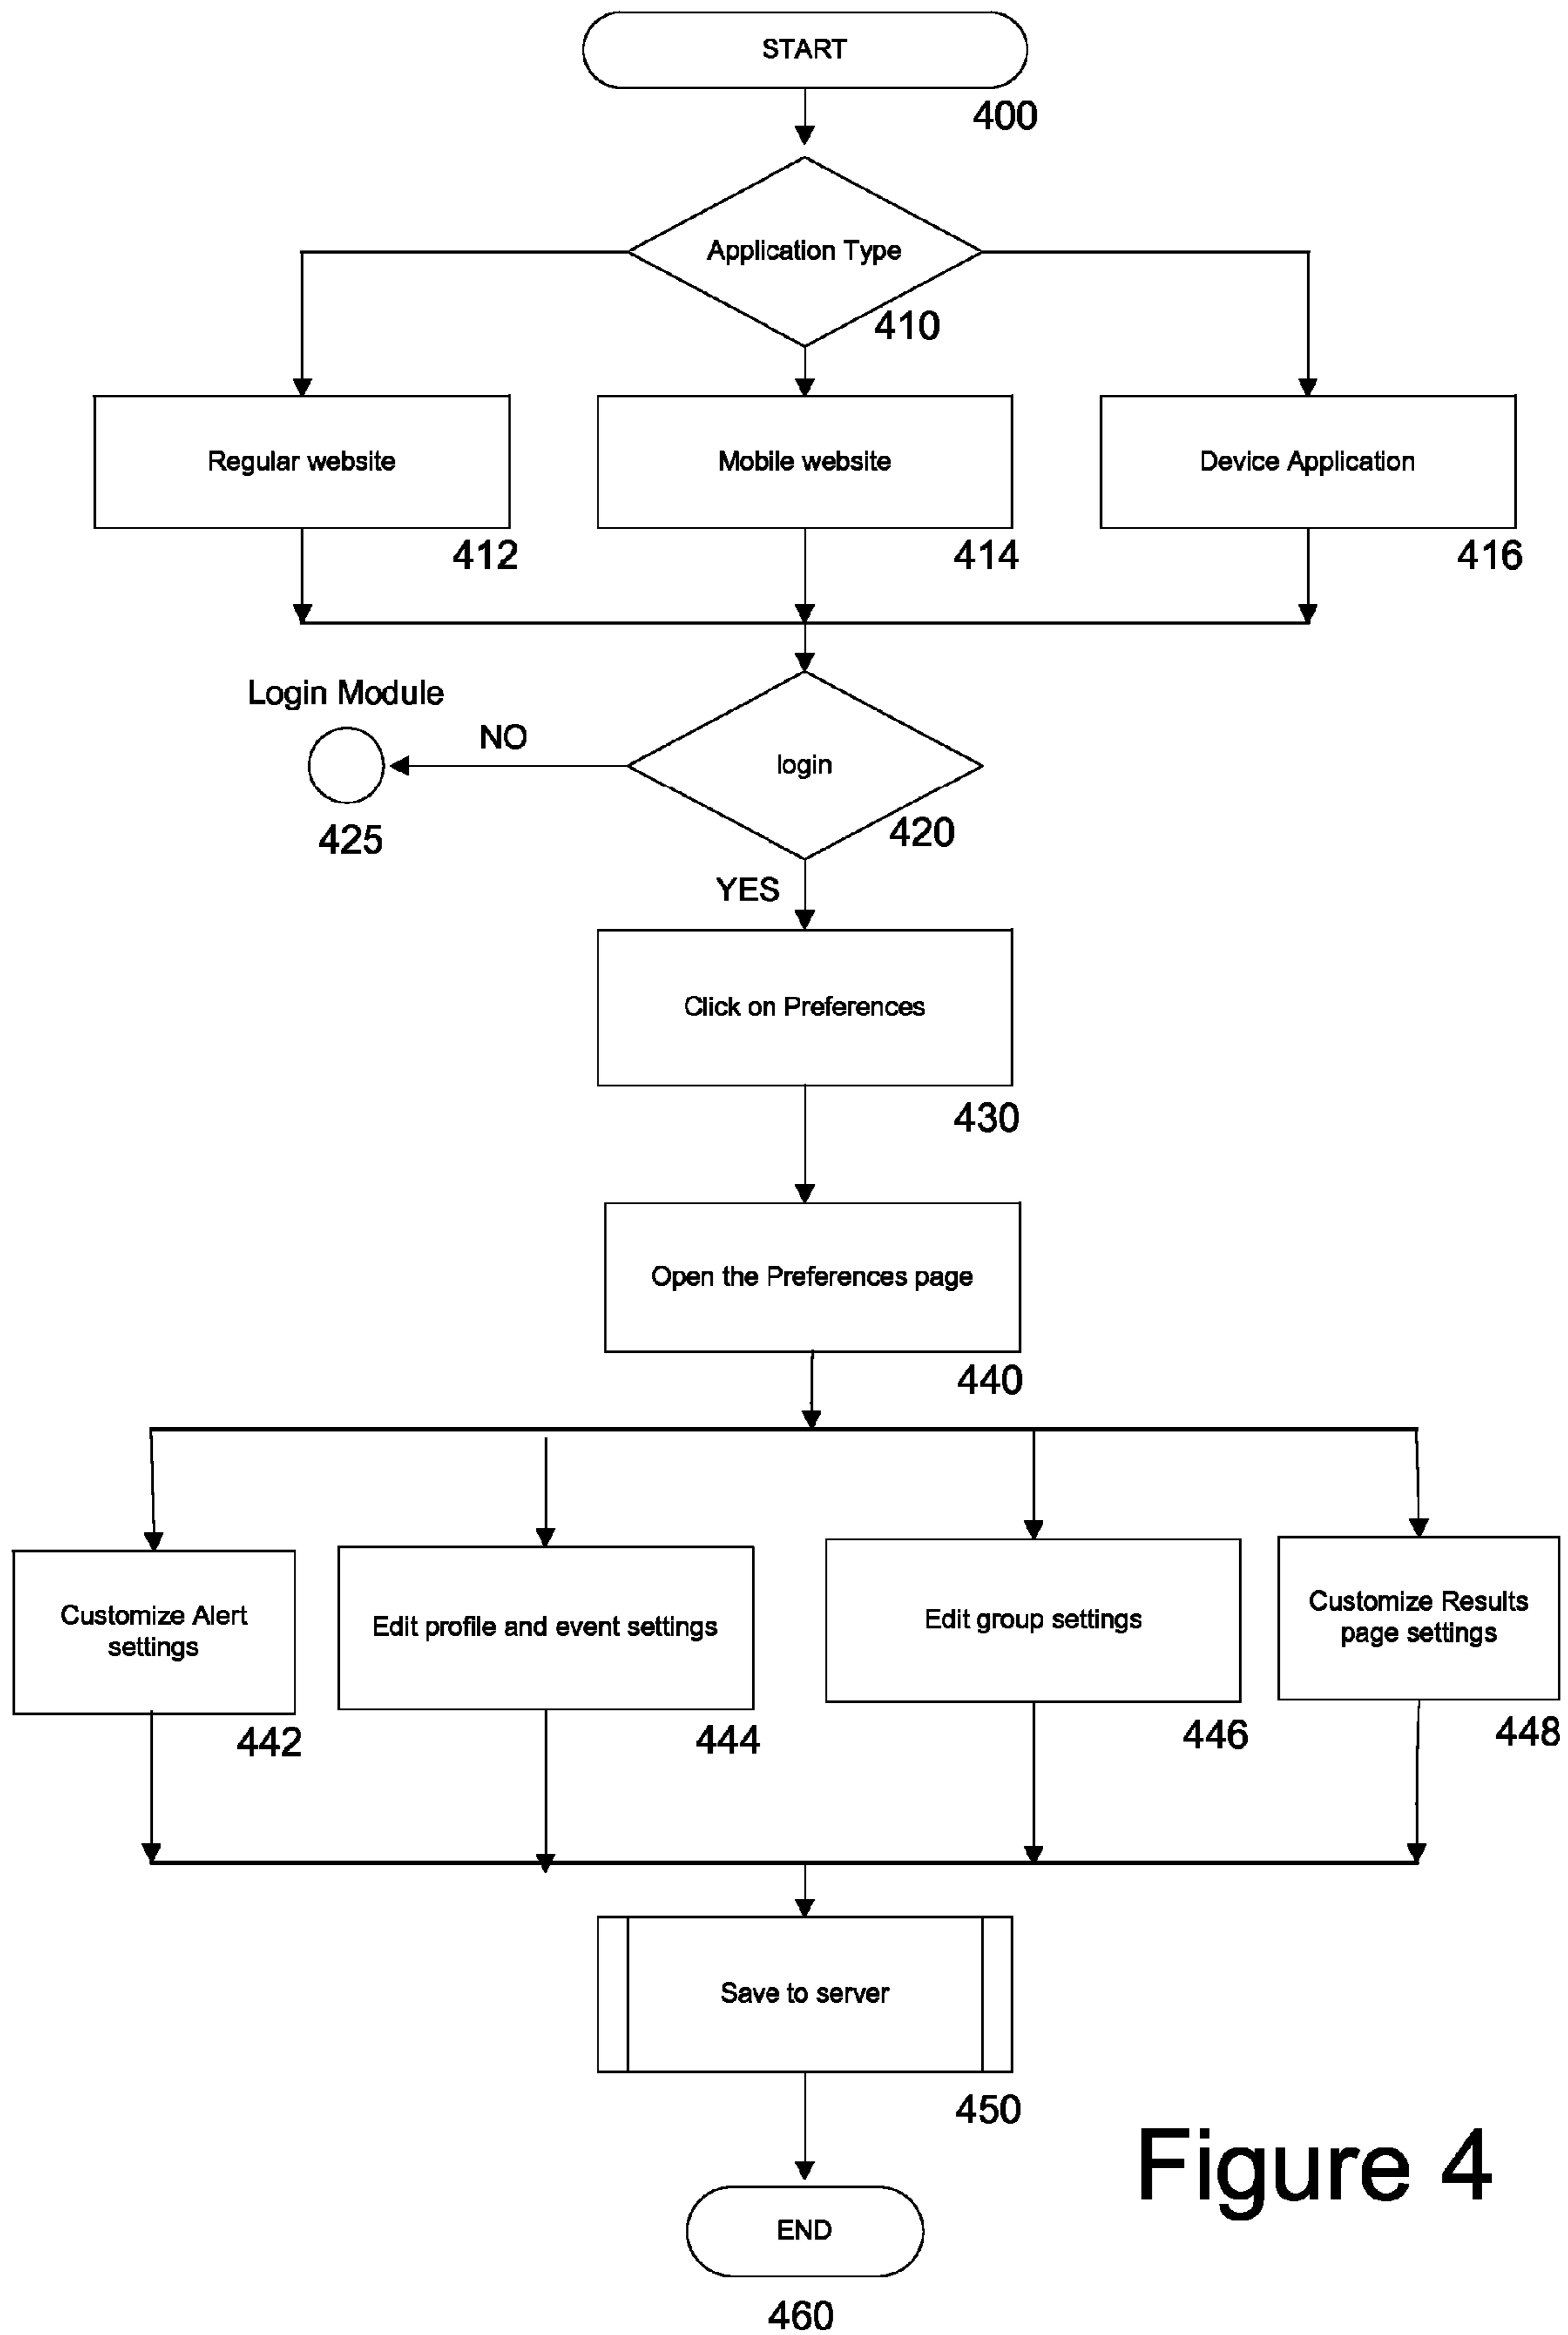 START
400
Application Type
410
Regular website
Mobile website
Device Application
412
414
416
Login Module
NO
login
425
420
YES
Click on Preferences
430
Open the Preferences page
440
Customize Alert
settings
Edit profile and event settings
Edit group settings
Customize Results
page settings
442
444
446
448
Save to server
450
Figure 4
END
460